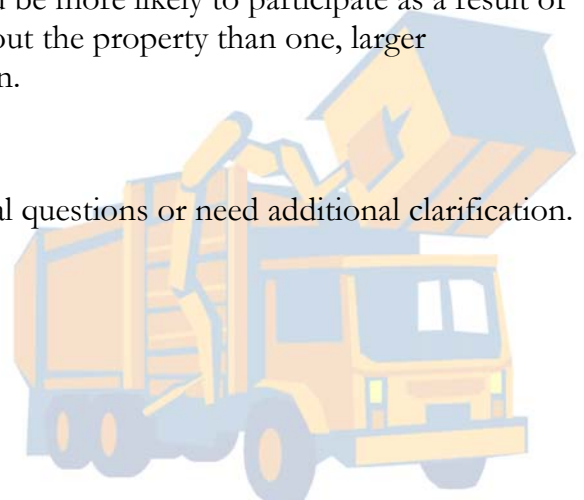 be more likely to participate as a result of
out the property than one, larger
n.
al questions or need additional clarification.